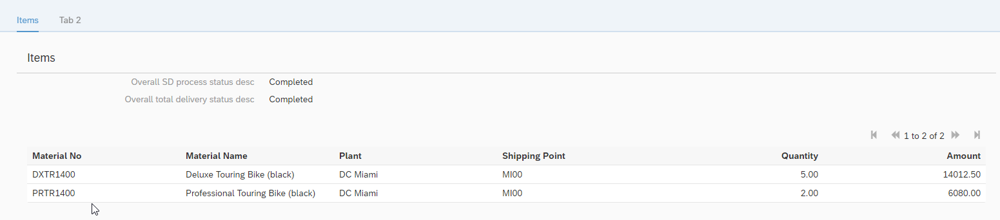 Items Tab 2
Items
Overall SD process status desc Completed
Overall total delivery status desc Completed
1 to 2 of 2
Material No Material Name Plant Shipping Point Quantity Amount
DXTR1400 Deluxe Touring Bike (black) DC Miami MI00 5.00 14012.50
PRTR1400 Professional Touring Bike (black) DC Miami MI00 2.00 6080.00